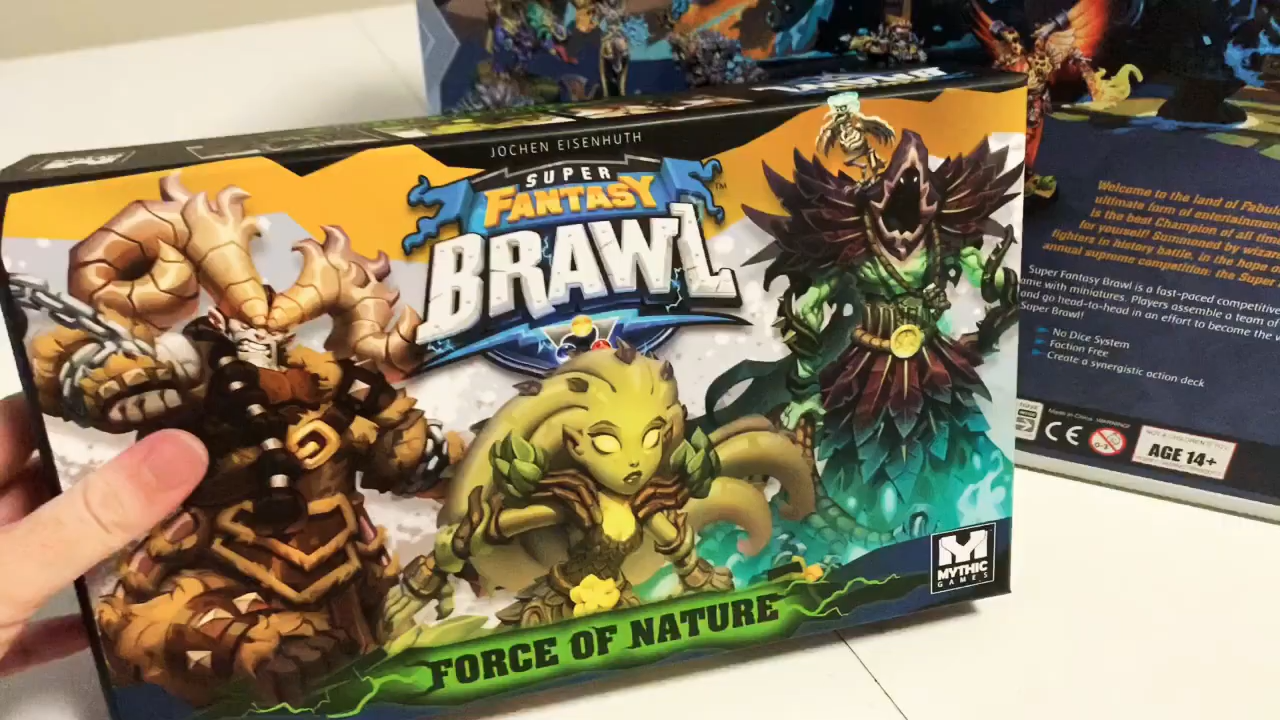 JOCHEN EISENHUTH
SUPER
FANTASY
BRAWL
TM
FORCE OF NATURE
MYTHIC
GAMES
Welcome to the land of
ultimate form of entertainment
is the best Champion of all
for yourself! Summoned by
fighters in history battle, in the hope
annual supreme competition: the Super
Super Fantasy Brawl is a fast-paced competitive
with miniatures. Players assemble a team of
and go head-to-head in an effort to become the
Super Brawl!
No Dice System
Faction Free
Create a synergistic action deck
Made in China
CE
0-3
AGE 14+